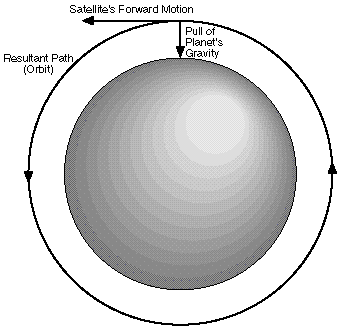 Satellite's Forward Motion
Pull of
Planet's
Gravity
Resultant Path
(Orbit)